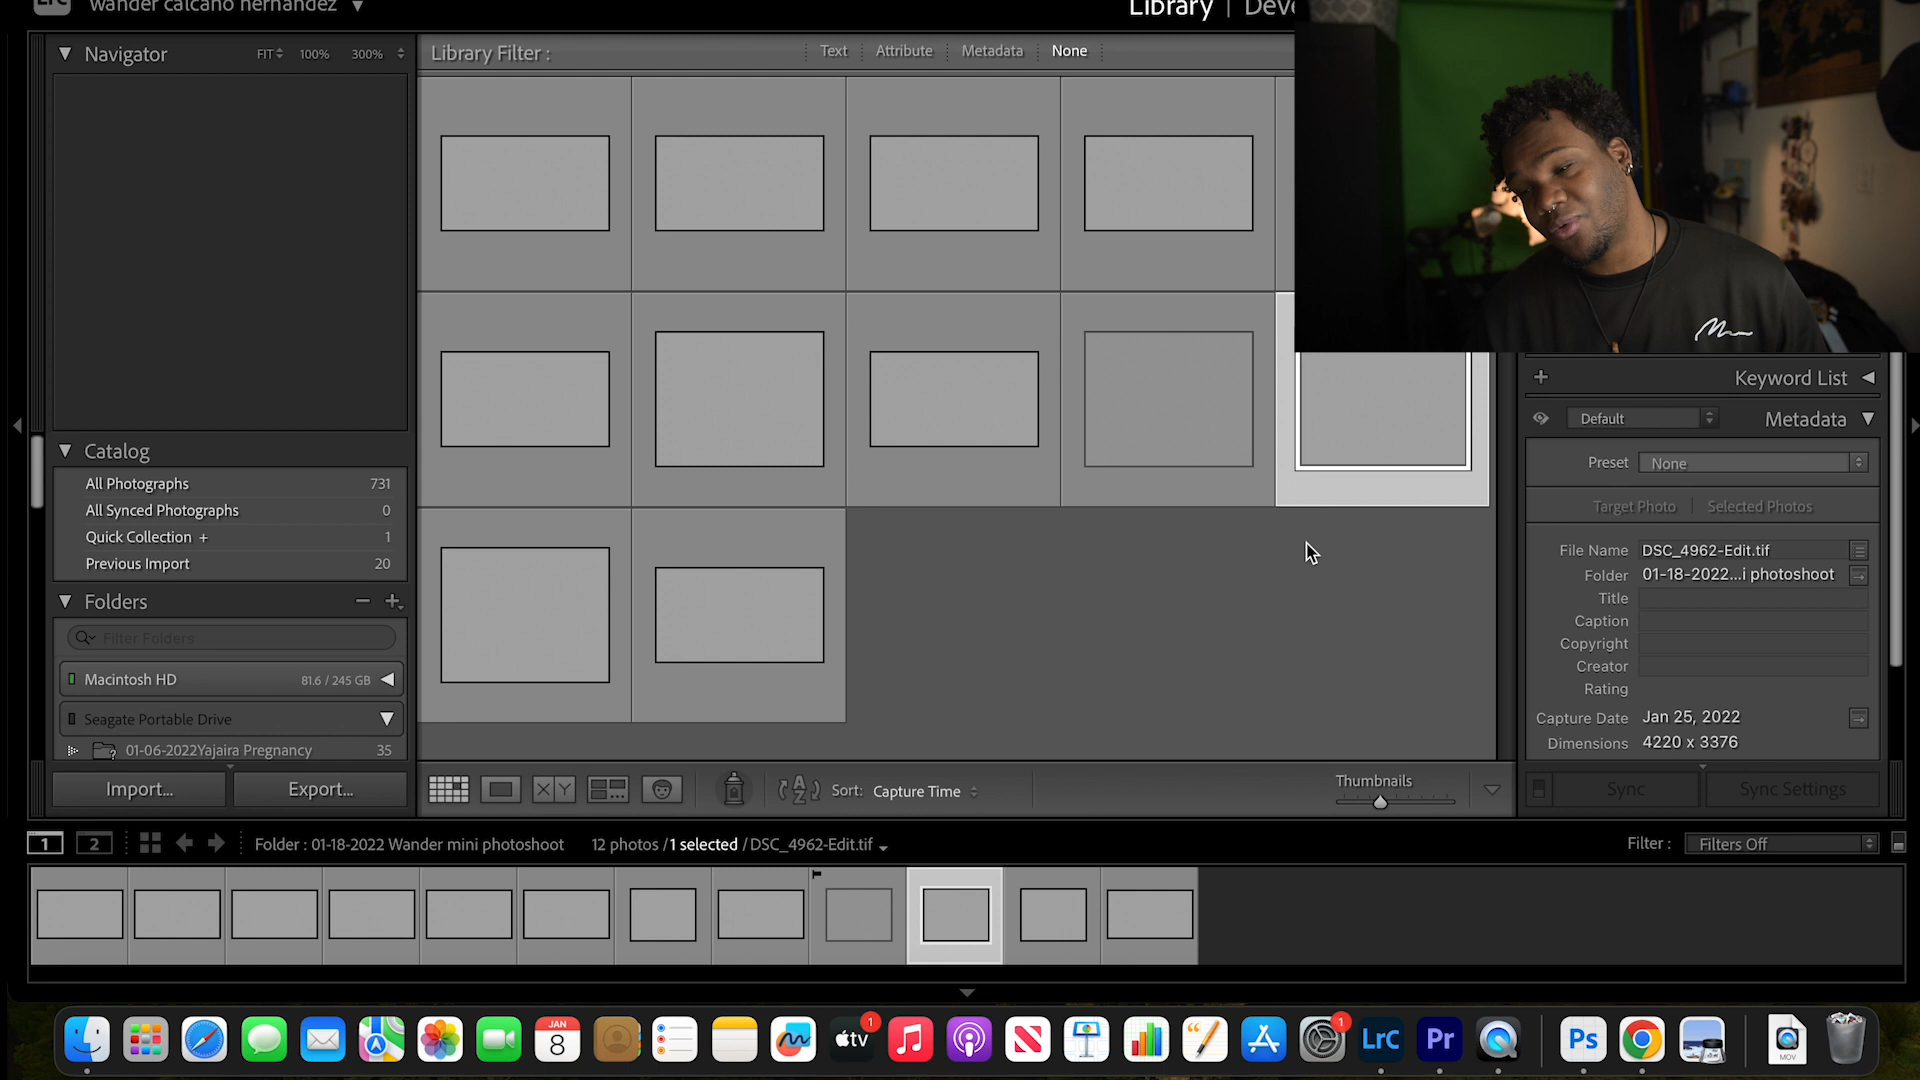 LrC wander calcano hernandez
Library | Deve
Navigator FIT 100% 300%
Library Filter : Text Attribute Metadata None
Catalog
All Photographs 731
All Synced Photographs 0
Quick Collection + 1
Previous Import 20
Folders
Filter Folders
Macintosh HD 81.6 / 245 GB
Seagate Portable Drive
01-06-2022Yajaira Pregnancy 35
Import... Export...
Sort: Capture Time
Thumbnails
Keyword List
Default Metadata
Preset None
Target Photo Selected Photos
File Name DSC_4962-Edit.tif
Folder 01-18-2022...i photoshoot
Title
Caption
Copyright
Creator
Rating
Capture Date Jan 25, 2022
Dimensions 4220 x 3376
Sync Sync Settings
1 2 Folder : 01-18-2022 Wander mini photoshoot 12 photos / 1 selected / DSC_4962-Edit.tif Filter : Filters Off
JAN
8
tv
1
1
LrC
Pr
Ps
MOV